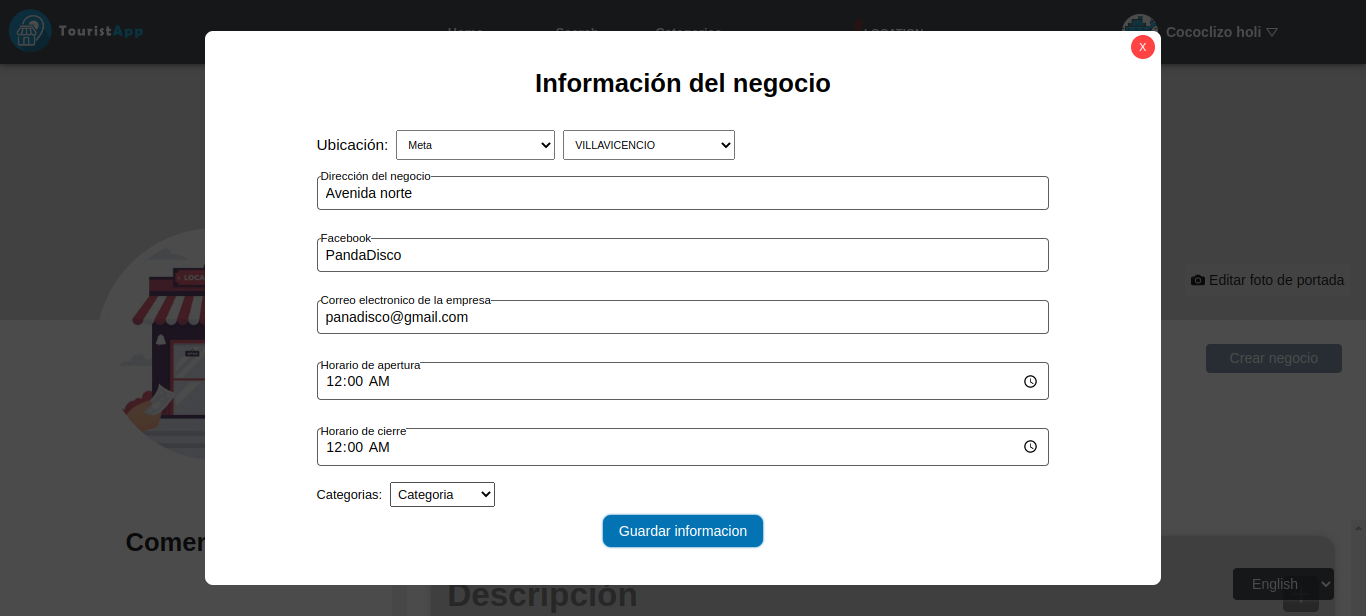 TouristApp
Home Search Categories LOCATION
Cococlizo holi
X
Información del negocio
Ubicación: Meta VILLAVICENCIO
Dirección del negocio
Avenida norte
Facebook
PandaDisco
Correo electronico de la empresa
panadisco@gmail.com
Horario de apertura
12:00 AM
Horario de cierre
12:00 AM
Categorias: Categoria
Guardar informacion
Editar foto de portada
Crear negocio
Comer
English
Descripción